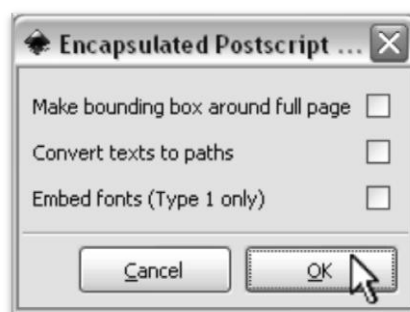 Encapsulated Postscript ...
Make bounding box around full page
Convert texts to paths
Embed fonts (Type 1 only)
Cancel OK